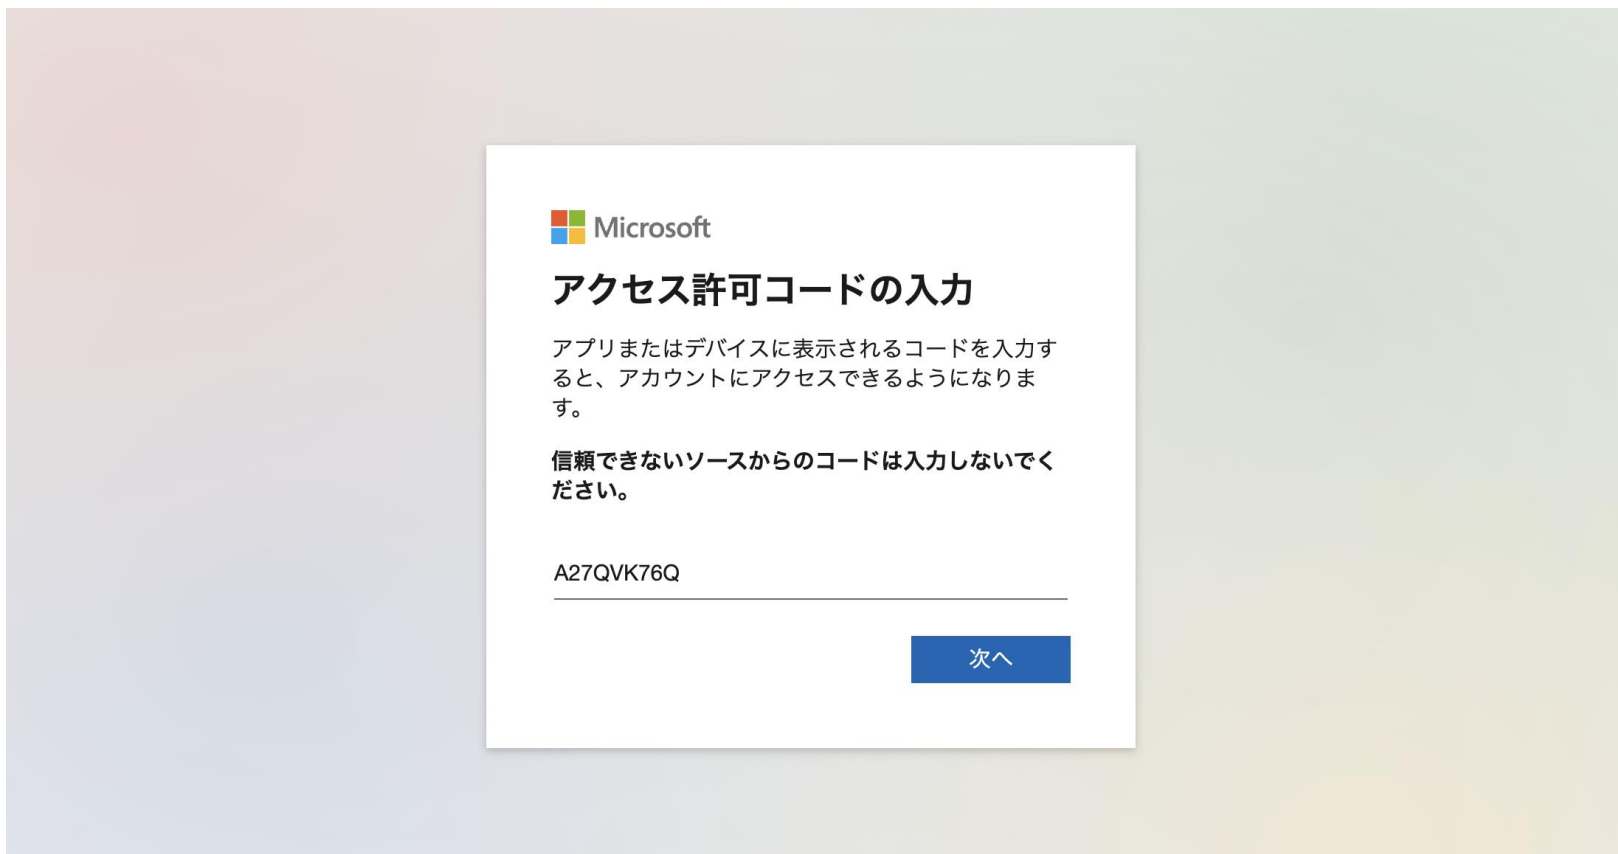 Microsoft
アクセス許可コードの入力
アプリまたはデバイスに表示されるコードを入力す
ると、アカウントにアクセスできるようになりま
す。
信頼できないソースからのコードは入力しないでく
ださい。
A27QVK76Q
次へ